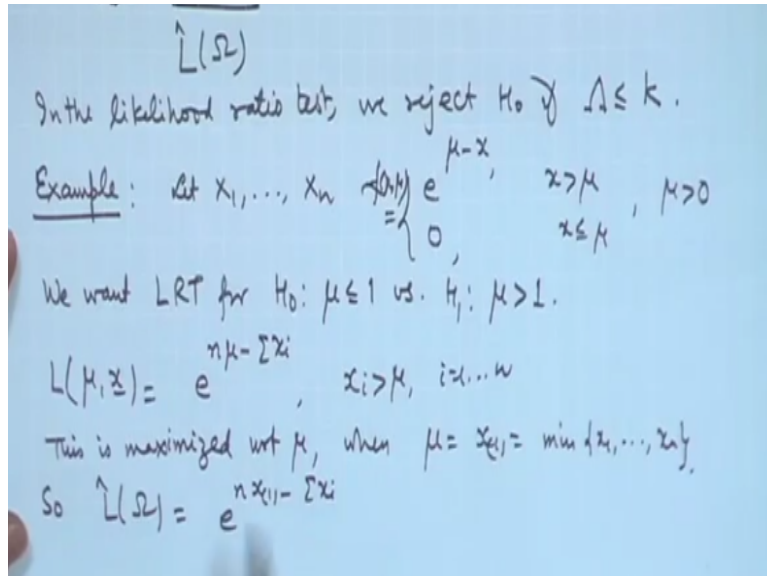 L̂(Ω)
In the likelihood ratio test, we reject H₀ if Λ ≤ k.
Example: Let X₁, ..., Xₙ ~ f(x,μ) = { e^{μ-x}, x>μ, μ>0
0, x≤μ
We want LRT for H₀: μ≤1 vs. H₁: μ>1.
L(μ,x) = e^{nμ-Σxi}, xi>μ, i=1...n
This is maximized wrt μ, when μ = x₍₁₎ = min{x₁,...,xₙ}.
So L̂(Ω) = e^{nx₍₁₎-Σxi}